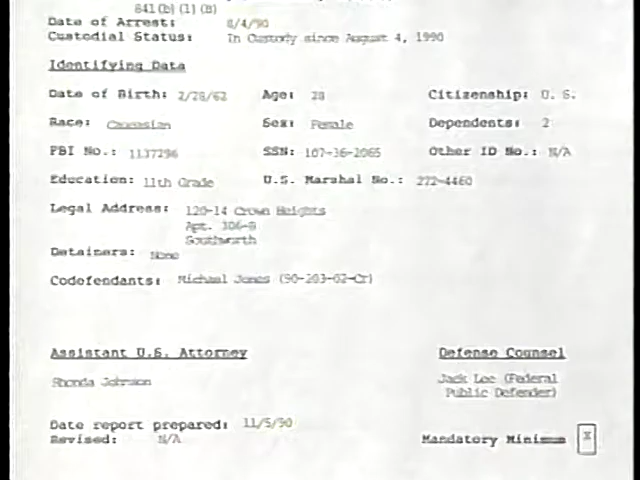 841(b)(1)(B)
Date of Arrest: 8/4/90
Custodial Status: In Custody since August 4, 1990
Identifying Data
Date of Birth: 2/28/62 Age: 28 Citizenship: U. S.
Race: Caucasian Sex: Female Dependents: 2
FBI No.: 1137296 SSN: 107-36-2065 Other ID No.: N/A
Education: 11th Grade U.S. Marshal No.: 272-4460
Legal Address: 120-14 Crown Heights
Apt. 306-B
Southworth
Detainers: None
Codefendants: Michael Jones (90-203-02-Cr)
Assistant U.S. Attorney Defense Counsel
Rhonda Johnson Jack Lee (Federal
Public Defender)
Date report prepared: 11/5/90
Revised: N/A Mandatory Minimum X